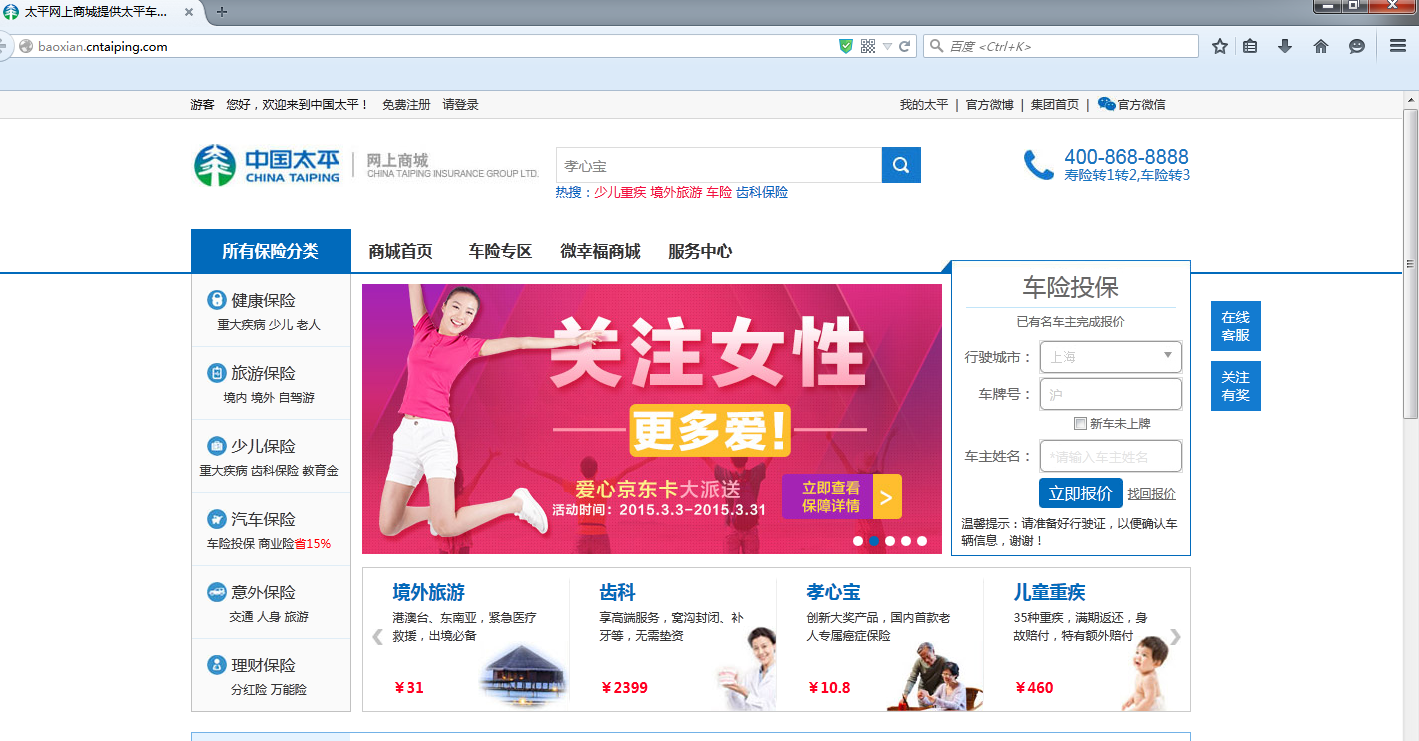 太平网上商城提供太平车...
baoxian.cntaiping.com
百度 <Ctrl+K>
游客 您好，欢迎来到中国太平！ 免费注册 请登录
我的太平 | 官方微博 | 集团首页 | 官方微信
中国太平
CHINA TAIPING
网上商城
CHINA TAIPING INSURANCE GROUP LTD.
孝心宝
热搜：少儿重疾 境外旅游 车险 齿科保险
400-868-8888
寿险转1转2,车险转3
所有保险分类 商城首页 车险专区 微幸福商城 服务中心
健康保险
重大疾病 少儿 老人
旅游保险
境内 境外 自驾游
少儿保险
重大疾病 齿科保险 教育金
汽车保险
车险投保 商业险省15%
意外保险
交通 人身 旅游
理财保险
分红险 万能险
关注女性
更多爱!
爱心京东卡大派送
活动时间：2015.3.3-2015.3.31
立即查看
保障详情
>
车险投保
已有名车主完成报价
行驶城市： 上海
车牌号： 沪
新车未上牌
车主姓名： *请输入车主姓名
立即报价 找回报价
温馨提示：请准备好行驶证，以便确认车
辆信息，谢谢！
在线
客服
关注
有奖
境外旅游
港澳台、东南亚，紧急医疗
救援，出境必备
￥31
齿科
享高端服务，窝沟封闭、补
牙等，无需垫资
￥2399
孝心宝
创新大奖产品，国内首款老
人专属癌症保险
￥10.8
儿童重疾
35种重疾，满期返还，身
故赔付，特有额外赔付
￥460